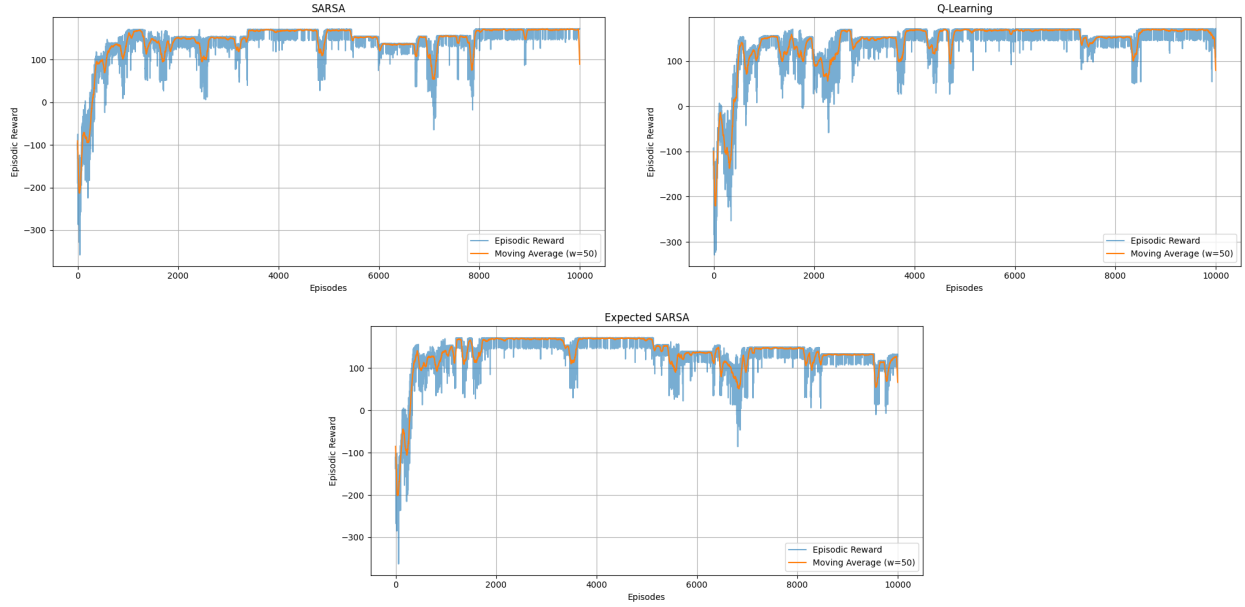 SARSA
Episodic Reward
100
0
−100
−200
−300
0
2000
4000
6000
8000
10000
Episodes
Episodic Reward
Moving Average (w=50)
Q-Learning
Episodic Reward
100
0
−100
−200
−300
0
2000
4000
6000
8000
10000
Episodes
Episodic Reward
Moving Average (w=50)
Expected SARSA
Episodic Reward
100
0
−100
−200
−300
0
2000
4000
6000
8000
10000
Episodes
Episodic Reward
Moving Average (w=50)